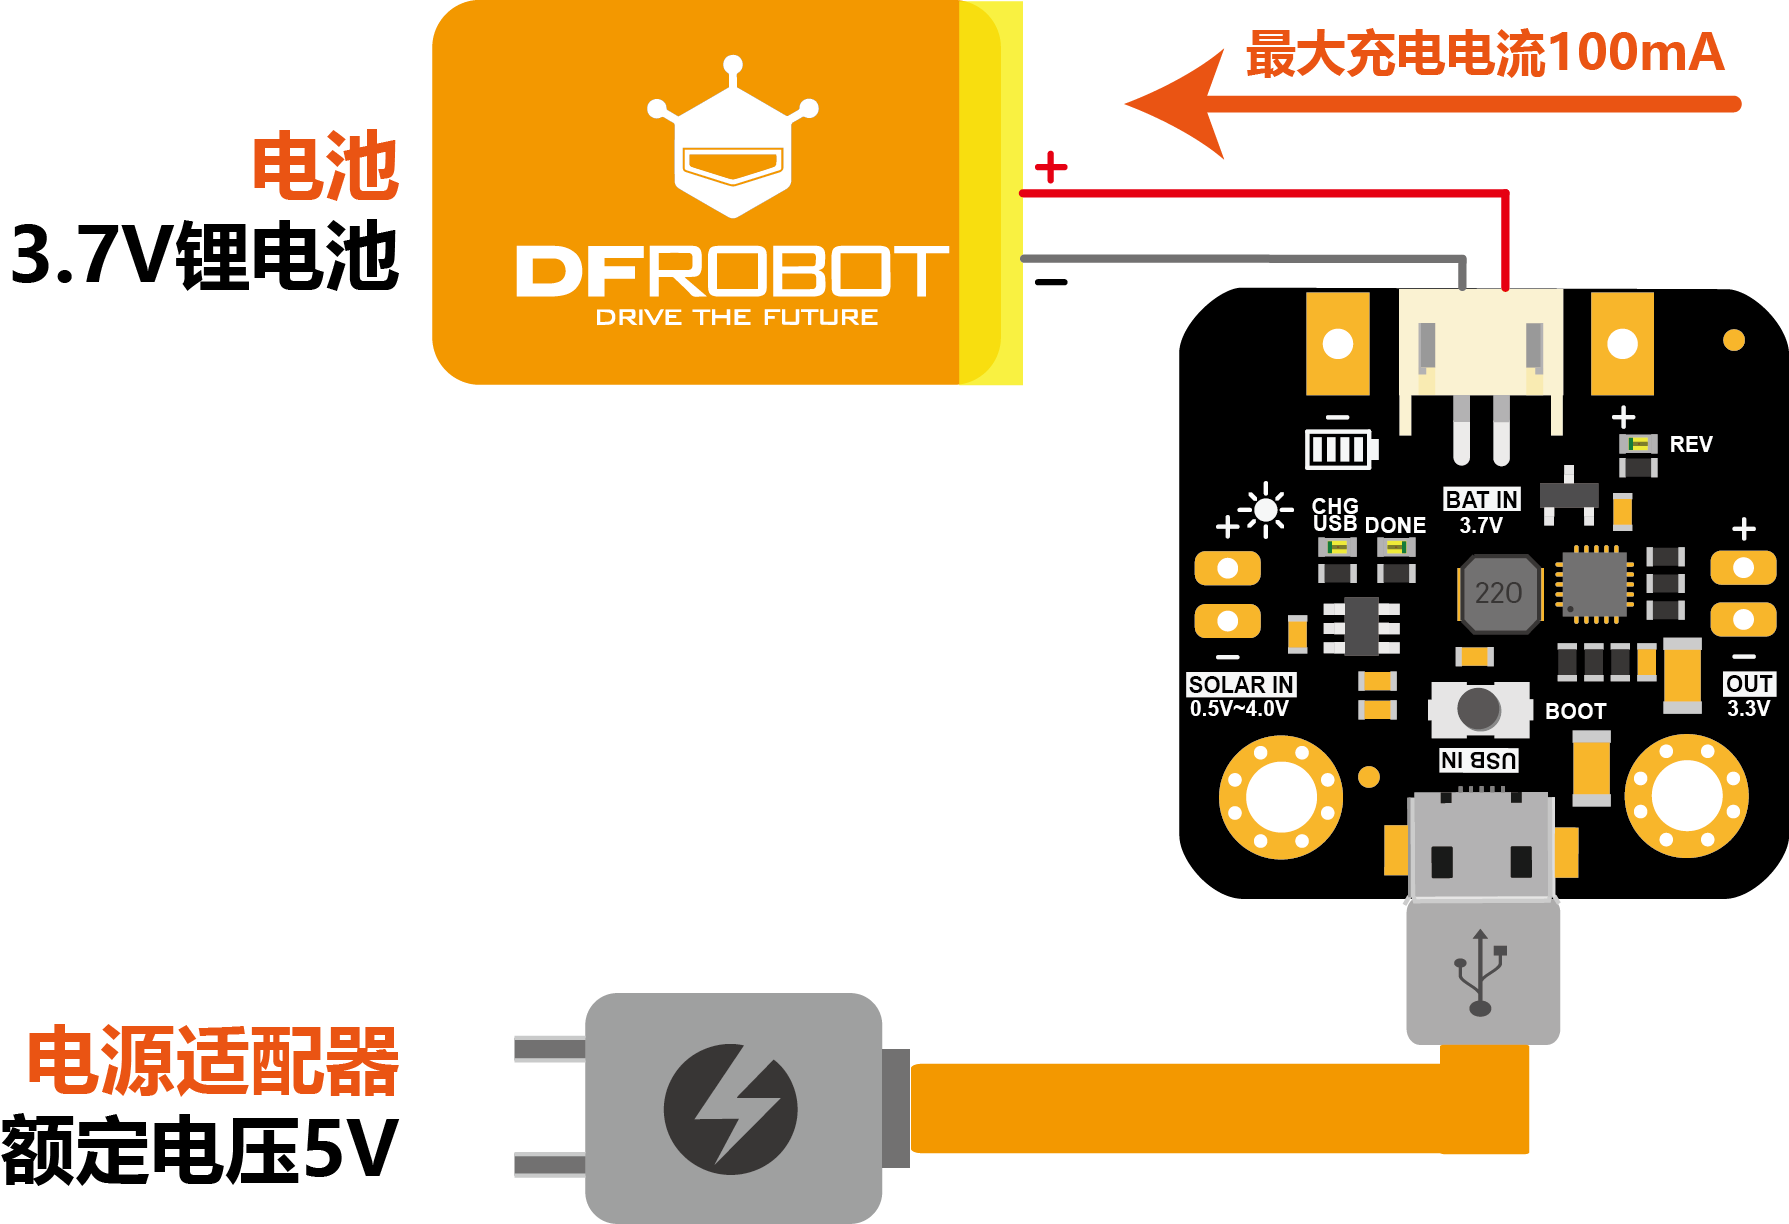 最大充电电流100mA
电池
3.7V锂电池
+
−
DFROBOT
DRIVE THE FUTURE
−
+
REV
BAT IN
3.7V
CHG
USB
DONE
+
+
220
−
−
SOLAR IN
0.5V~4.0V
OUT
3.3V
BOOT
USB IN
电源适配器
额定电压5V